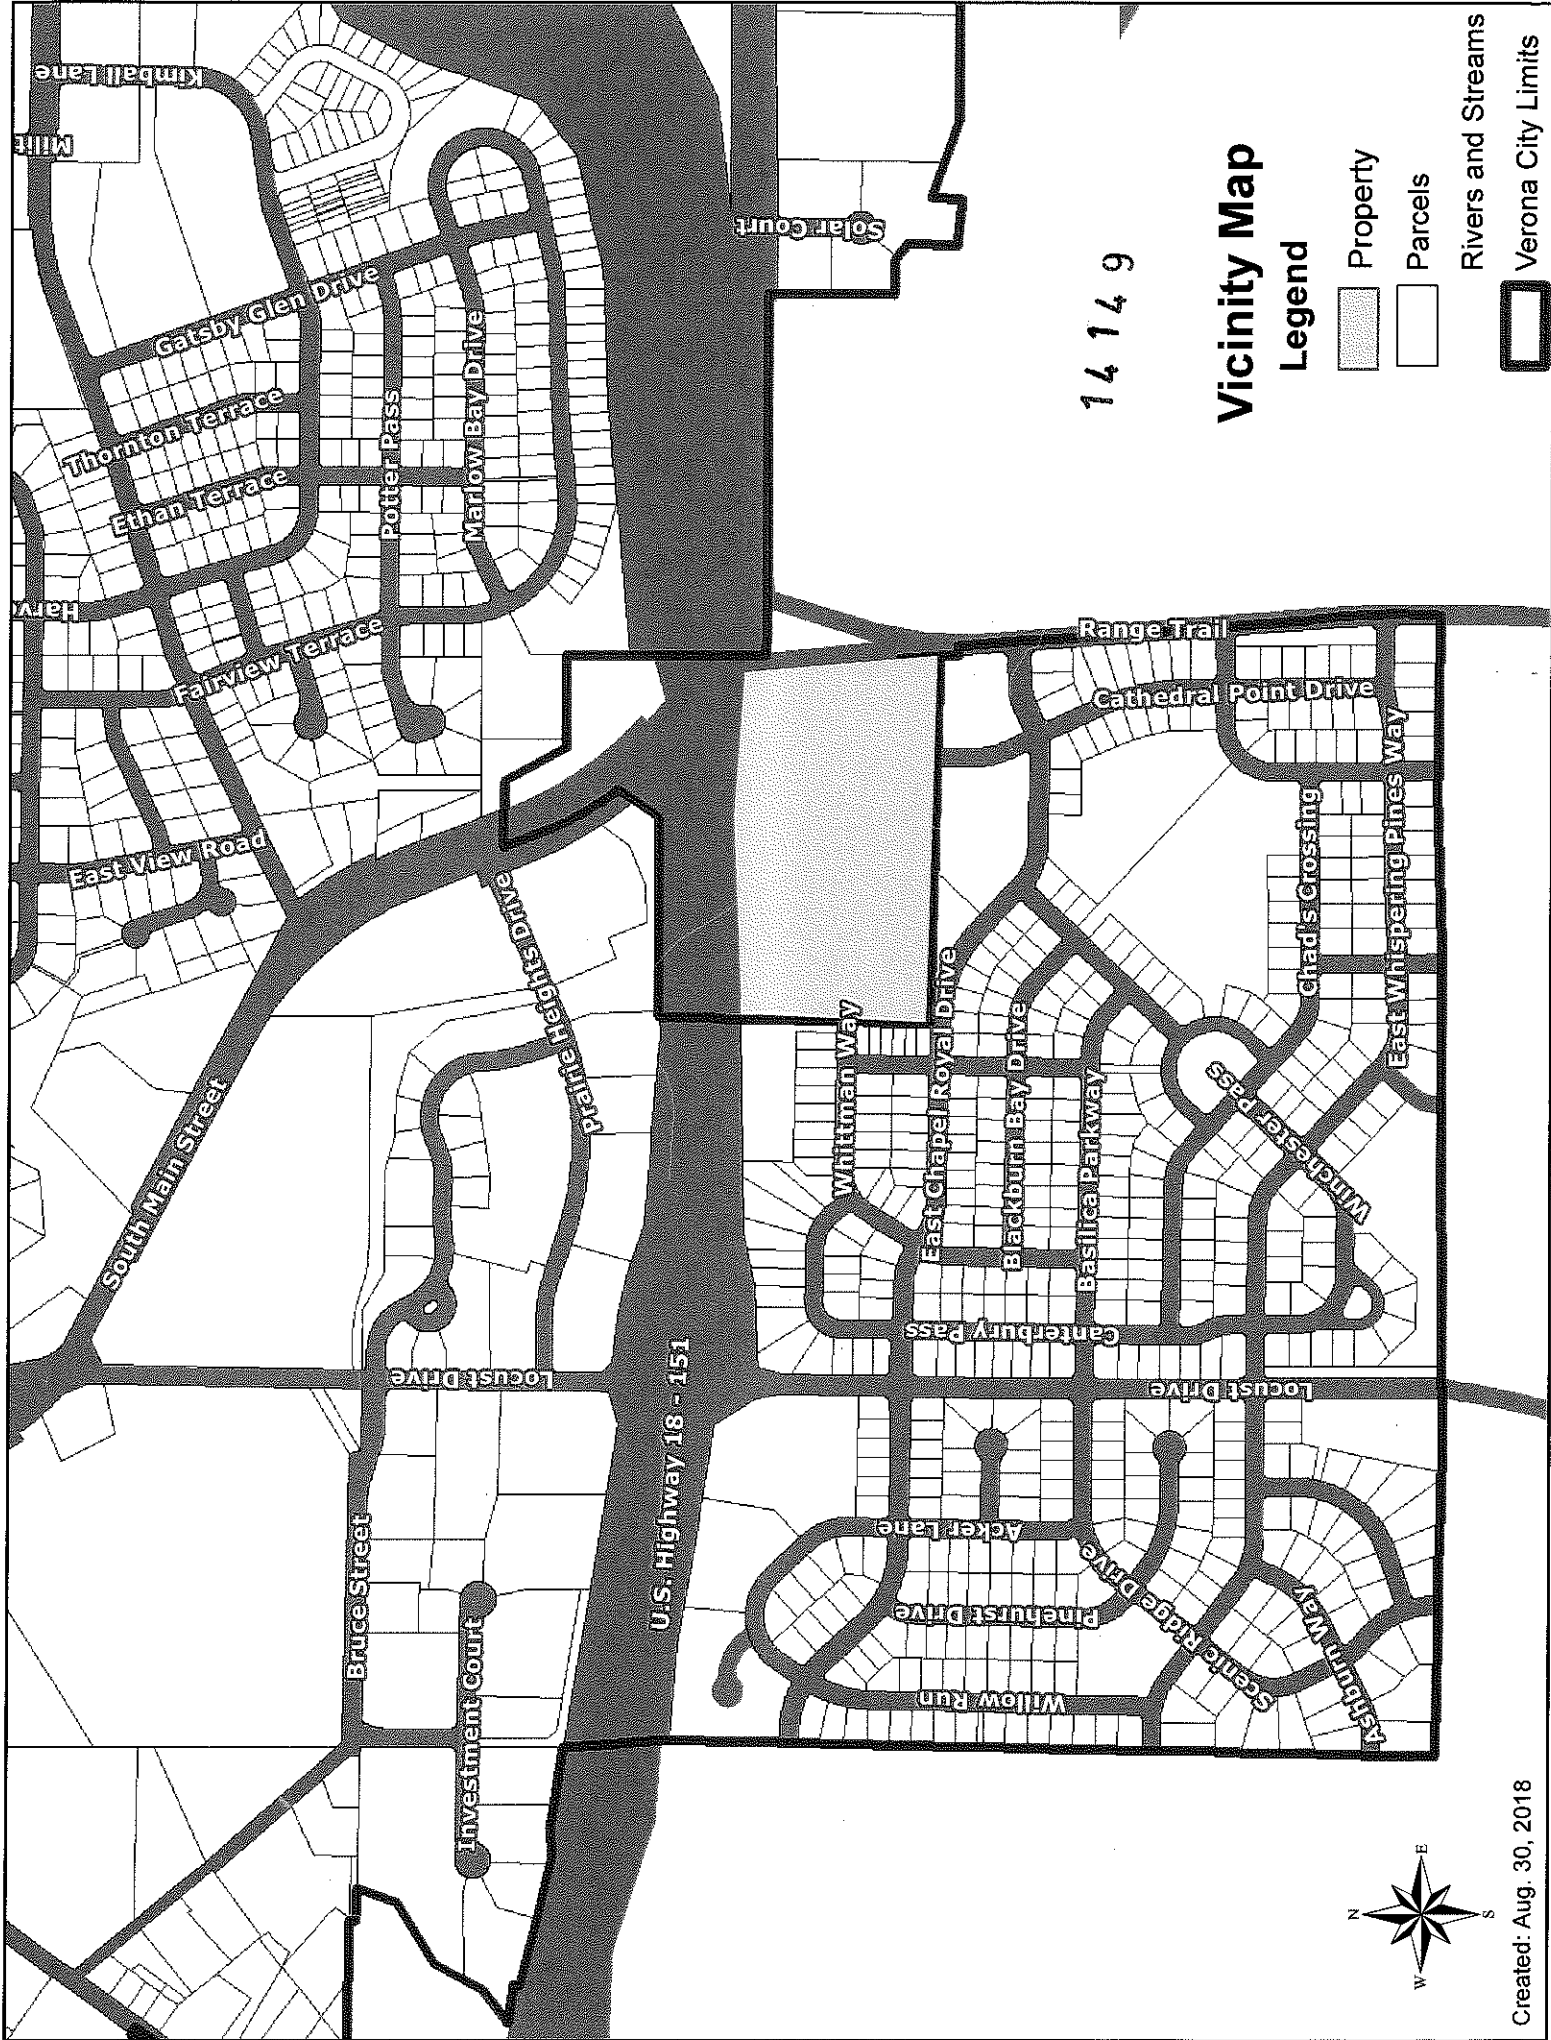 Kimball Lane
Milit
Gatsby Glen Drive
Thornton Terrace
Ethan Terrace
Harve
Potter Pass
Marlow Bay Drive
Fairview Terrace
East View Road
Solar Court
South Main Street
Prairie Heights Drive
Locust Drive
Bruce Street
Investment Court
U.S. Highway 18 - 151
Range Trail
Cathedral Point Drive
East Whispering Pines Way
Chad's Crossing
Whittman Way
East Chapel Royal Drive
Blackburn Bay Drive
Basilica Parkway
Winchester Pass
Canterbury Pass
Locust Drive
Acker Lane
Pinehurst Drive
Scenic Ridge Drive
Willow Run
Ashburn Way
14149
Vicinity Map
Legend
Property
Parcels
Rivers and Streams
Verona City Limits
N
W
E
S
Created: Aug. 30, 2018